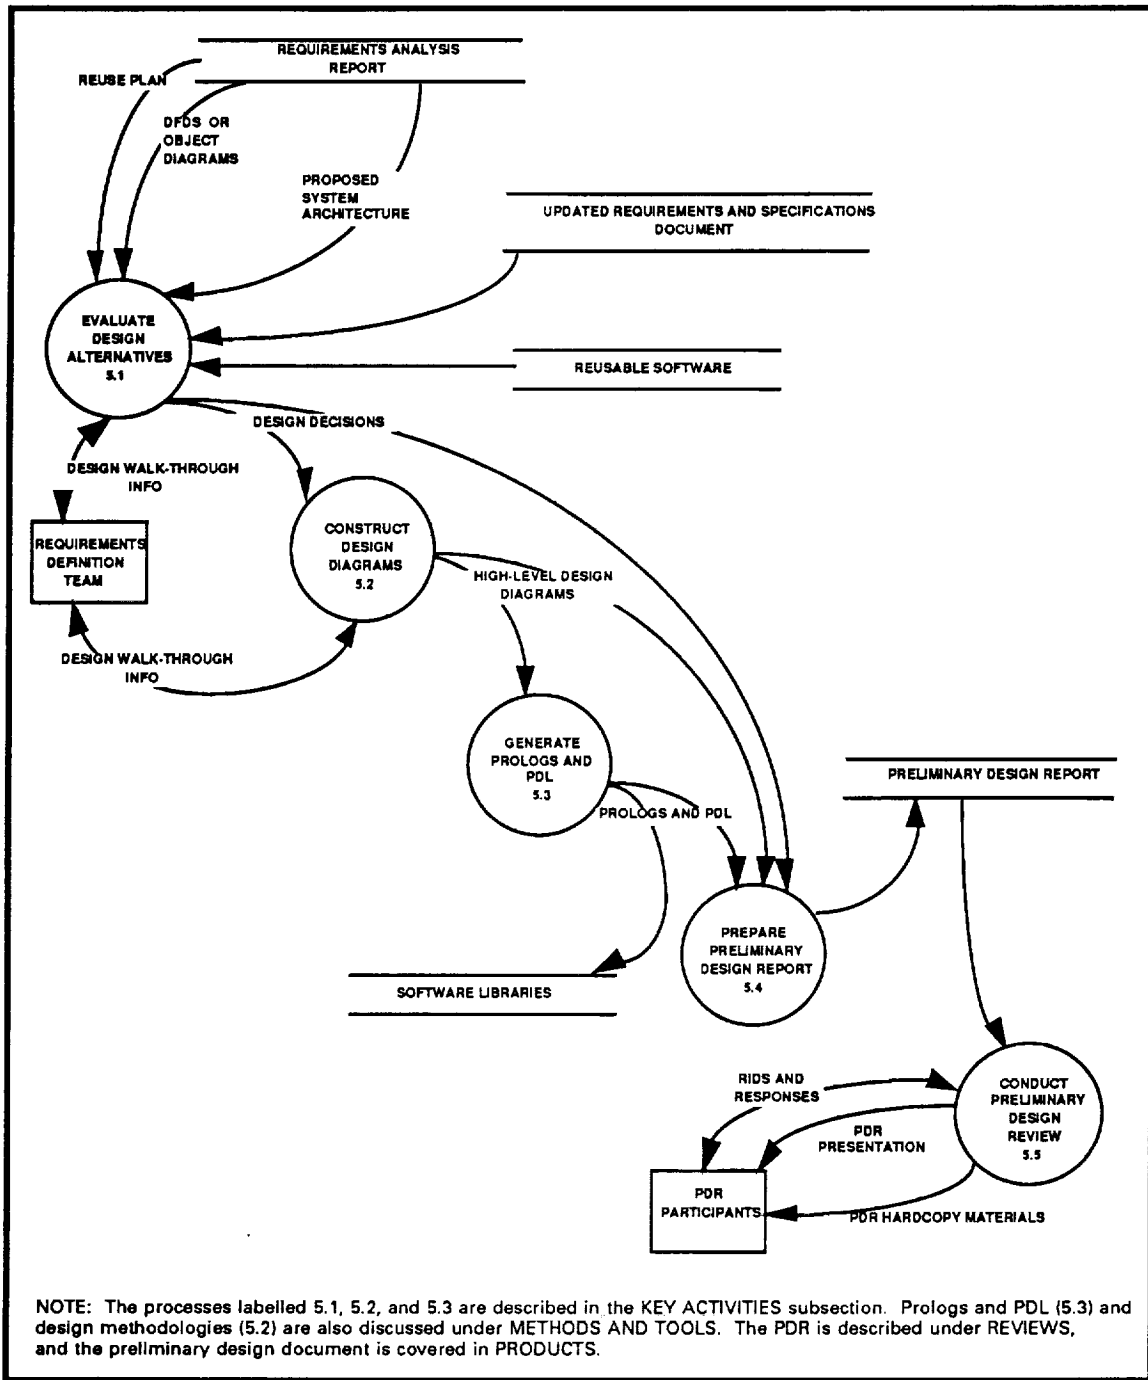 REQUIREMENTS ANALYSIS
REPORT
REUSE PLAN
DFDS OR
OBJECT
DIAGRAMS
PROPOSED
SYSTEM
ARCHITECTURE
UPDATED REQUIREMENTS AND SPECIFICATIONS
DOCUMENT
EVALUATE
DESIGN
ALTERNATIVES
5.1
REUSABLE SOFTWARE
DESIGN DECISIONS
DESIGN WALK-THROUGH
INFO
REQUIREMENTS
DEFINITION
TEAM
CONSTRUCT
DESIGN
DIAGRAMS
5.2
HIGH-LEVEL DESIGN
DIAGRAMS
DESIGN WALK-THROUGH
INFO
GENERATE
PROLOGS AND
PDL
5.3
PROLOGS AND PDL
PRELIMINARY DESIGN REPORT
PREPARE
PRELIMINARY
DESIGN REPORT
5.4
SOFTWARE LIBRARIES
RIDS AND
RESPONSES
CONDUCT
PRELIMINARY
DESIGN
REVIEW
5.5
PDR
PRESENTATION
PDR
PARTICIPANTS
PDR HARDCOPY MATERIALS
NOTE: The processes labelled 5.1, 5.2, and 5.3 are described in the KEY ACTIVITIES subsection. Prologs and PDL (5.3) and
design methodologies (5.2) are also discussed under METHODS AND TOOLS. The PDR is described under REVIEWS,
and the preliminary design document is covered in PRODUCTS.